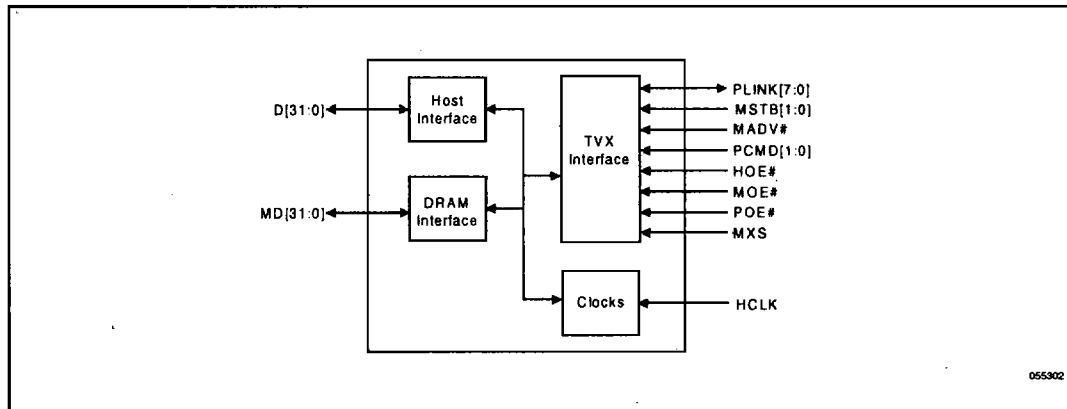 D[31:0]
Host
Interface
MD[31:0]
DRAM
Interface
TVX
Interface
Clocks
PLINK[7:0]
MSTB[1:0]
MADV#
PCMD[1:0]
HOE#
MOE#
POE#
MXS
HCLK
055302